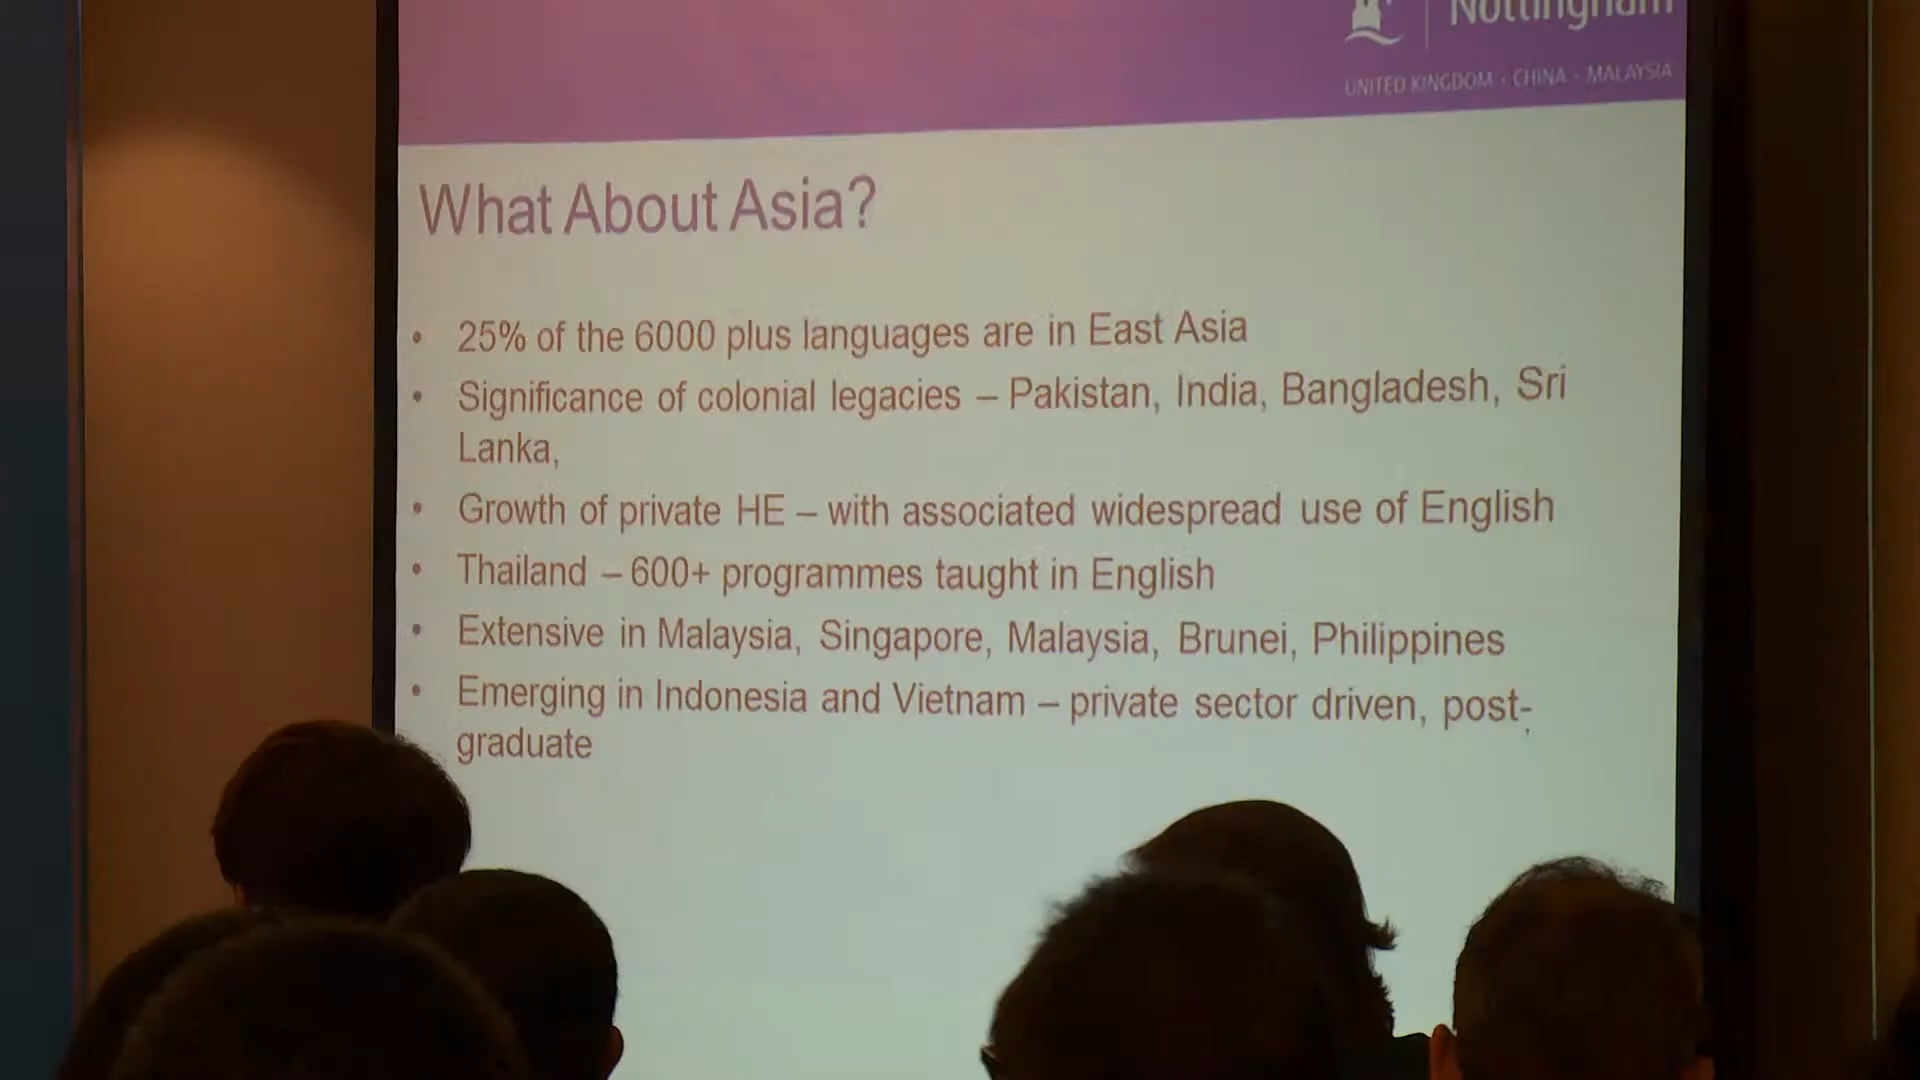 Nottingham
UNITED KINGDOM · CHINA · MALAYSIA
What About Asia?
• 25% of the 6000 plus languages are in East Asia
• Significance of colonial legacies – Pakistan, India, Bangladesh, Sri
Lanka,
• Growth of private HE – with associated widespread use of English
• Thailand – 600+ programmes taught in English
• Extensive in Malaysia, Singapore, Malaysia, Brunei, Philippines
• Emerging in Indonesia and Vietnam – private sector driven, post-
graduate